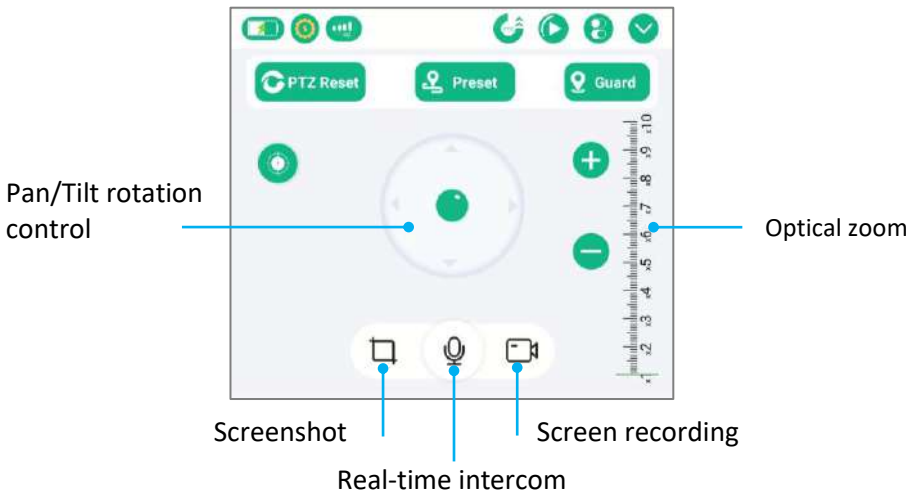 PTZ Reset
Preset
Guard
x10
x9
x8
x7
x6
x5
x4
x3
x2
x1
Pan/Tilt rotation
control
Optical zoom
Screenshot
Screen recording
Real-time intercom